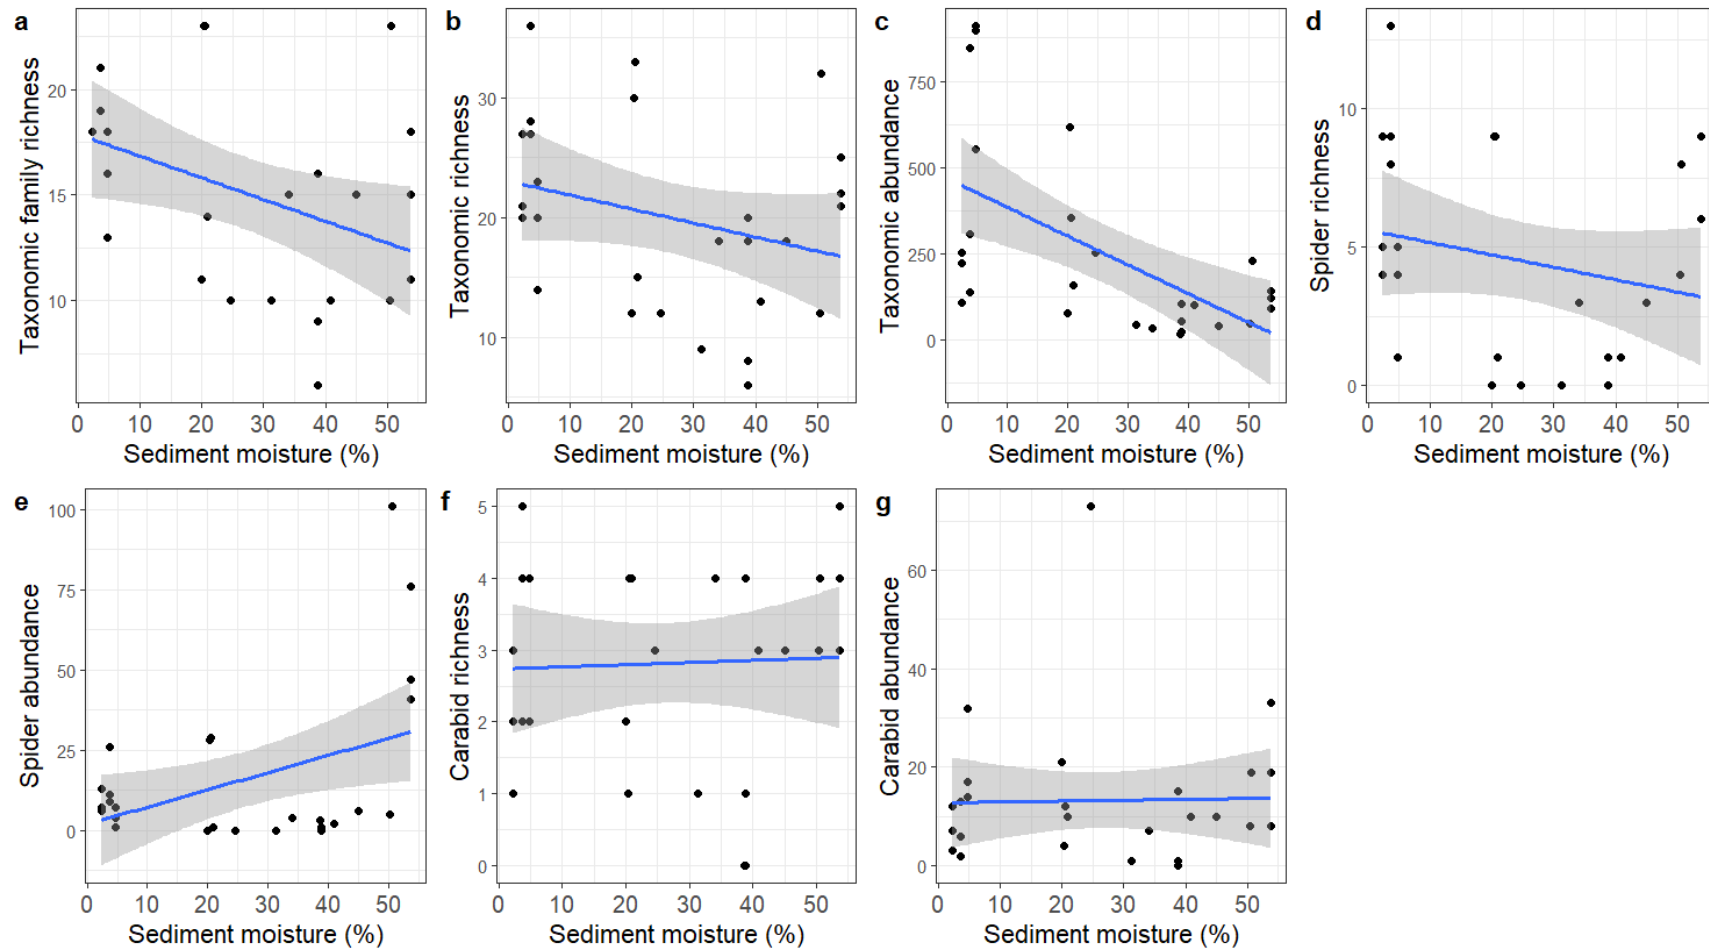 a
Taxonomic family richness
20
15
10
0 10 20 30 40 50
Sediment moisture (%)
b
Taxonomic richness
30
20
10
0 10 20 30 40 50
Sediment moisture (%)
c
Taxonomic abundance
750
500
250
0
0 10 20 30 40 50
Sediment moisture (%)
d
Spider richness
10
5
0
0 10 20 30 40 50
Sediment moisture (%)
e
Spider abundance
100
75
50
25
0
0 10 20 30 40 50
Sediment moisture (%)
f
Carabid richness
5
4
3
2
1
0
0 10 20 30 40 50
Sediment moisture (%)
g
Carabid abundance
60
40
20
0
0 10 20 30 40 50
Sediment moisture (%)